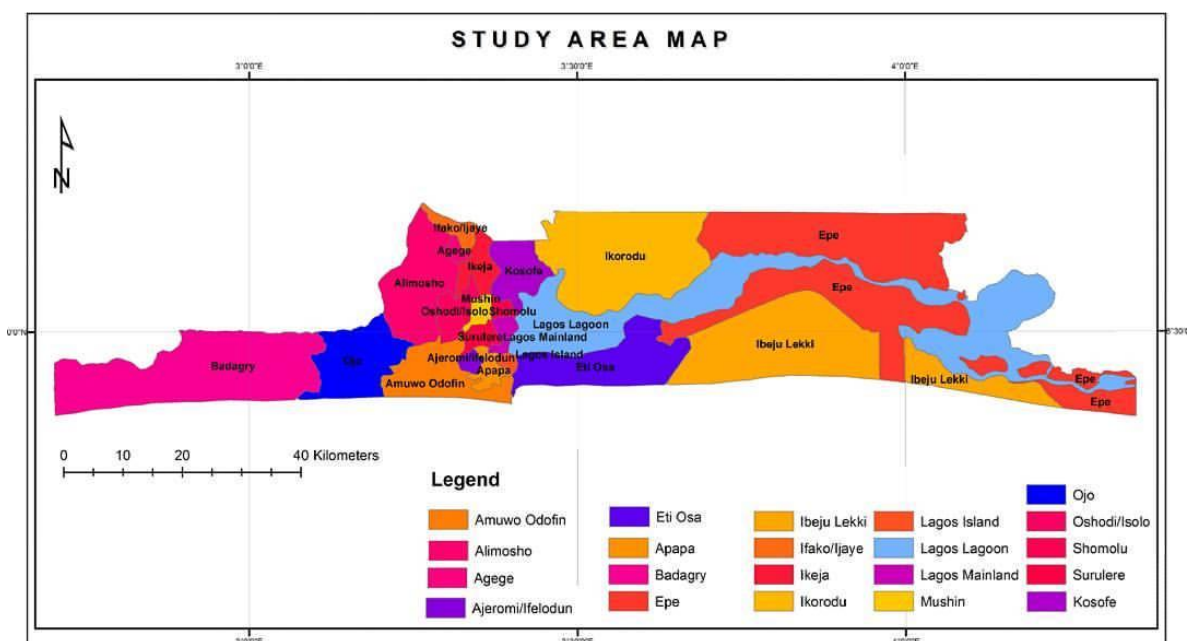 STUDY AREA MAP
3°0'0"E
3°30'0"E
4°0'0"E
N
Ifako/Ijaye
Agege
Ikeja
Kosofe
Ikorodu
Epe
Alimosho
Mushin
Oshodi/Isolo
Shomolu
Epe
Lagos Lagoon
Surulere
Lagos Mainland
Ibeju Lekki
Ojo
Ajeromi/Ifelodun
Lagos Island
Badagry
Apapa
Eti Osa
Amuwo Odofin
Ibeju Lekki
Epe
Epe
0 10 20 40 Kilometers
Legend
Amuwo Odofin
Alimosho
Agege
Ajeromi/Ifelodun
Eti Osa
Apapa
Badagry
Epe
Ibeju Lekki
Ifako/Ijaye
Ikeja
Ikorodu
Lagos Island
Lagos Lagoon
Lagos Mainland
Mushin
Ojo
Oshodi/Isolo
Shomolu
Surulere
Kosofe